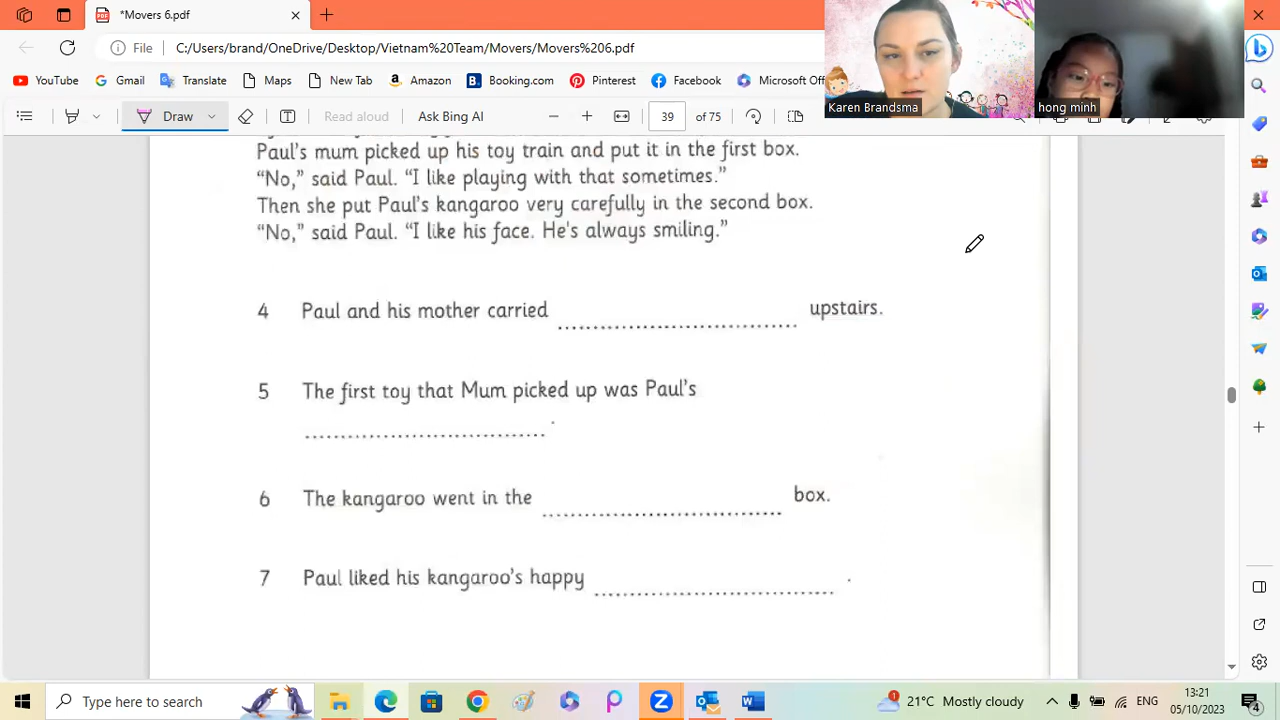 *Movers 6.pdf
File
C:/Users/brand/OneDrive/Desktop/Vietnam%20Team/Movers/Movers%206.pdf
YouTube
Gmail
Translate
Maps
New Tab
Amazon
Booking.com
Pinterest
Facebook
Microsoft Offi
Draw
Read aloud
Ask Bing AI
39
of 75
Karen Brandsma
hong minh
Paul's mum picked up his toy train and put it in the first box.
“No,” said Paul. “I like playing with that sometimes.”
Then she put Paul's kangaroo very carefully in the second box.
“No,” said Paul. “I like his face. He's always smiling.”
4 Paul and his mother carried ........................................ upstairs.
5 The first toy that Mum picked up was Paul's
........................................ .
6 The kangaroo went in the ........................................ box.
7 Paul liked his kangaroo's happy ........................................ .
Type here to search
21°C Mostly cloudy
ENG
13:21
05/10/2023